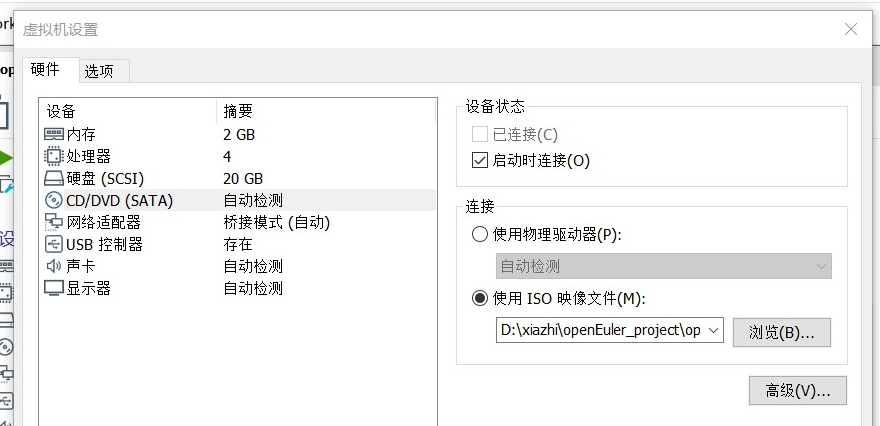 虚拟机设置
硬件 选项
设备 摘要
内存 2 GB
处理器 4
硬盘 (SCSI) 20 GB
CD/DVD (SATA) 自动检测
网络适配器 桥接模式 (自动)
USB 控制器 存在
声卡 自动检测
显示器 自动检测
设备状态
已连接(C)
启动时连接(O)
连接
使用物理驱动器(P):
自动检测
使用 ISO 映像文件(M):
D:\xiazhi\openEuler_project\op
浏览(B)...
高级(V)...